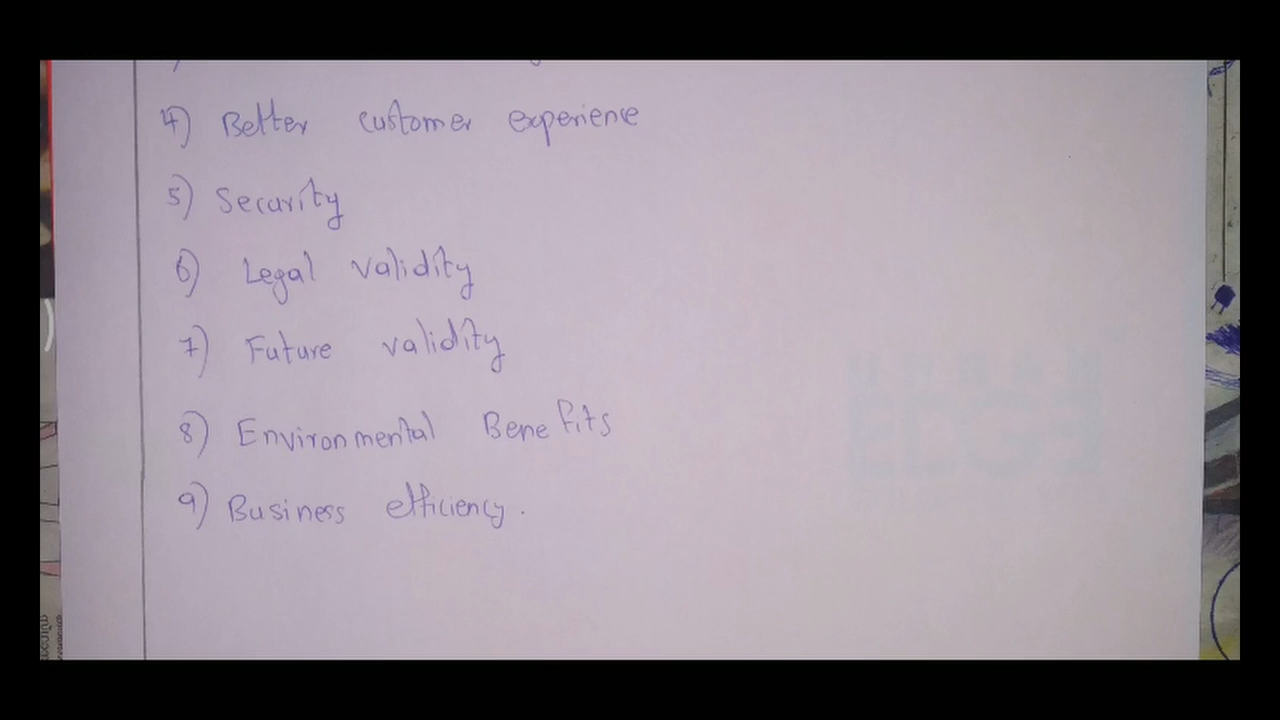 4) Better customer experience
5) Security
6) Legal validity
7) Future validity
8) Environmental Benefits
9) Business efficiency.